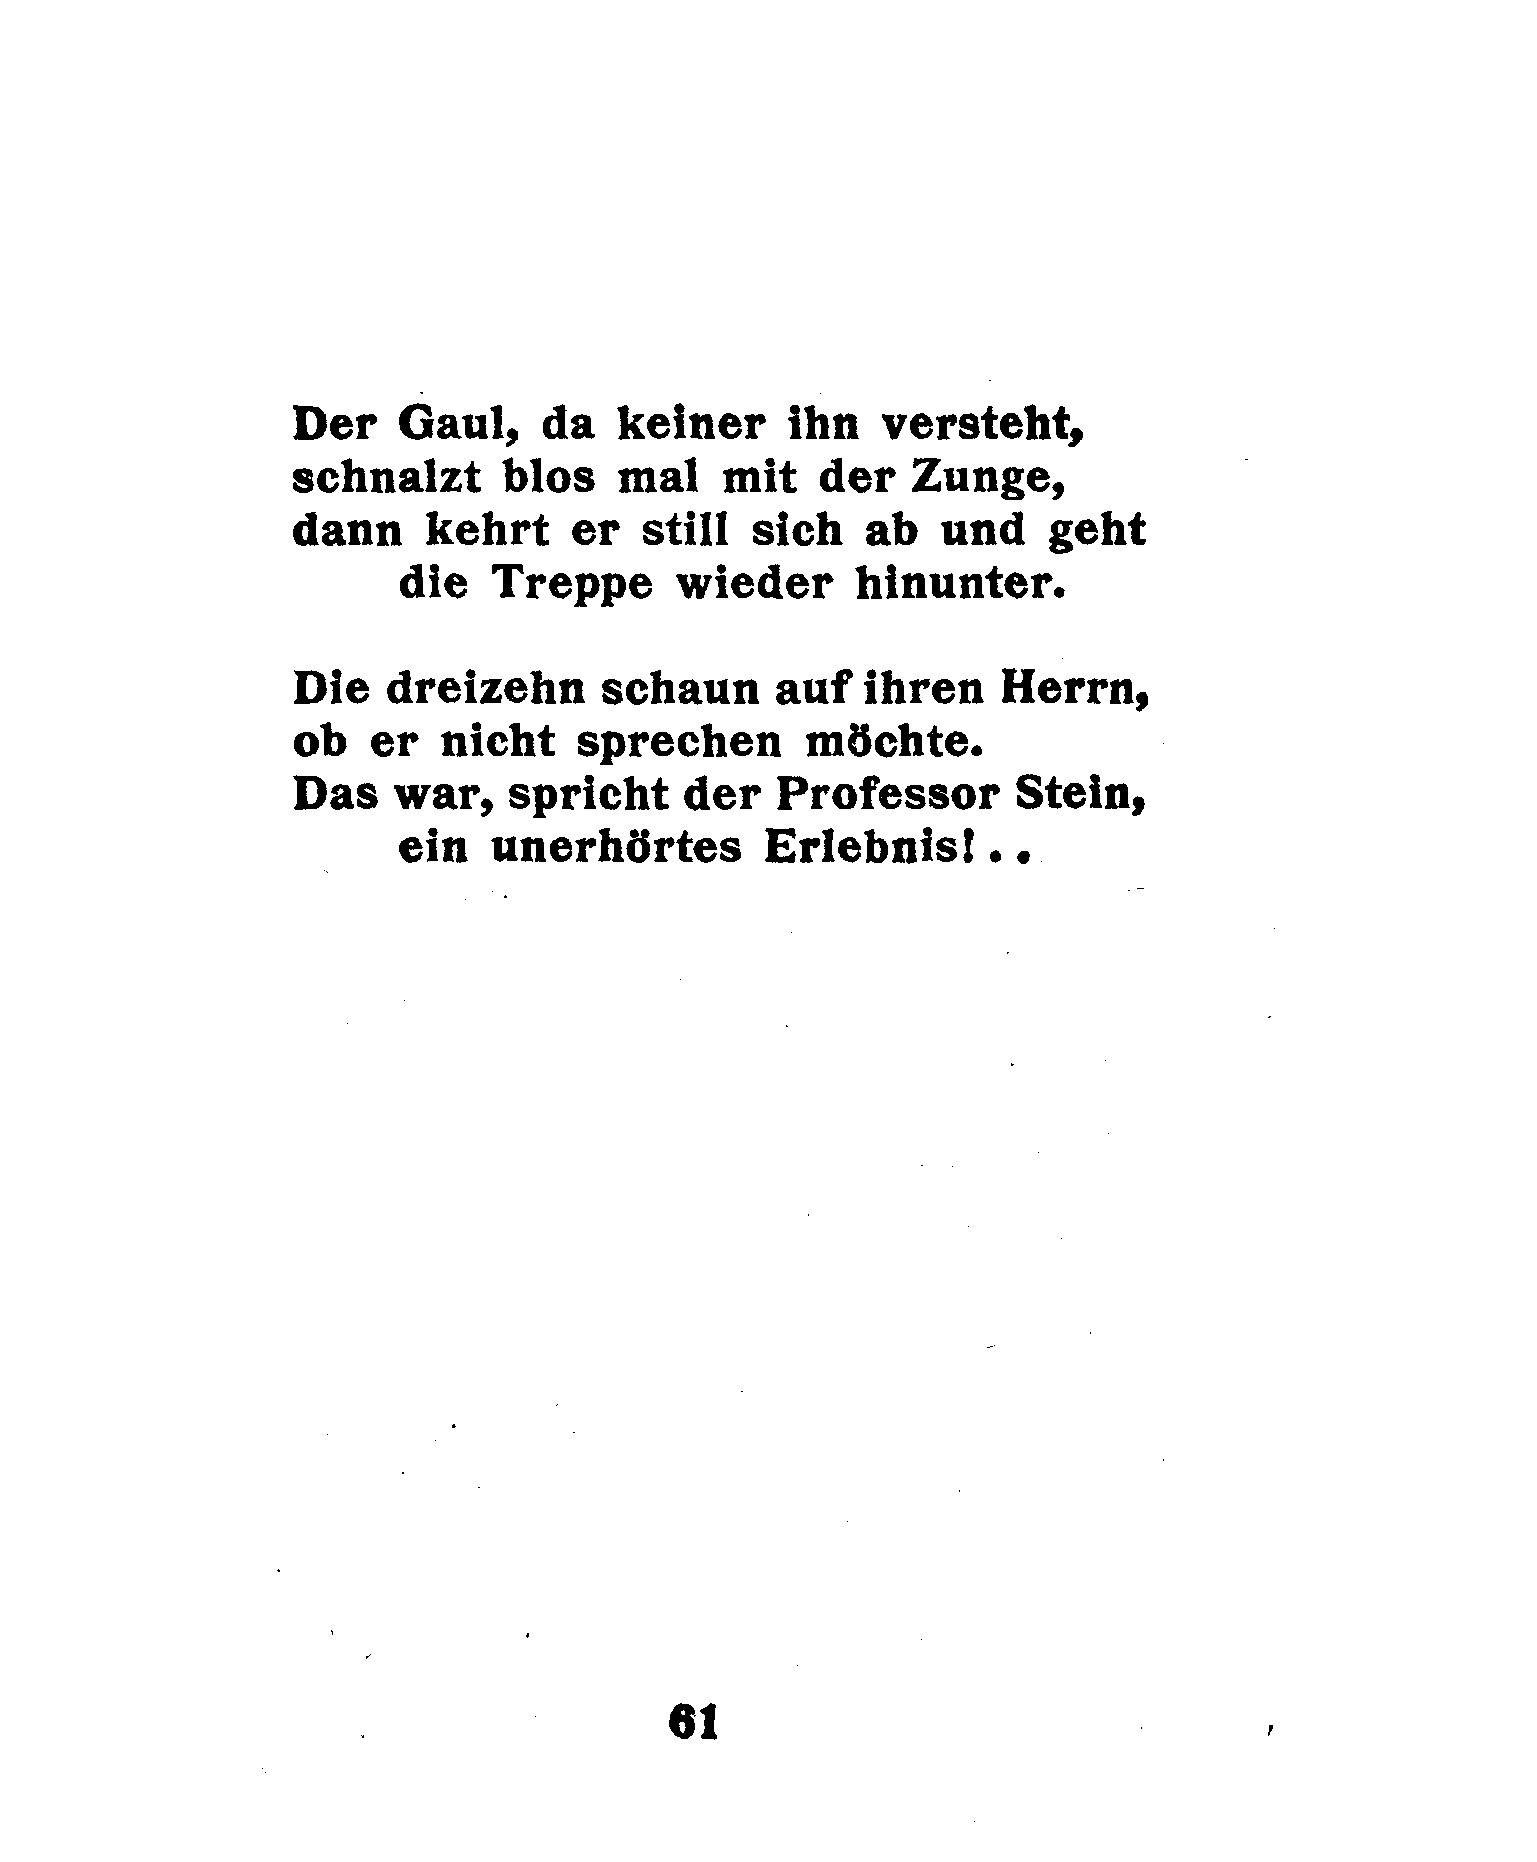 Der Gaul, da keiner ihn versteht,
schnalzt blos mal mit der Zunge,
dann kehrt er still sich ab und geht
die Treppe wieder hinunter.
Die dreizehn schaun auf ihren Herrn,
ob er nicht sprechen möchte.
Das war, spricht der Professor Stein,
ein unerhörtes Erlebnis! . .
61